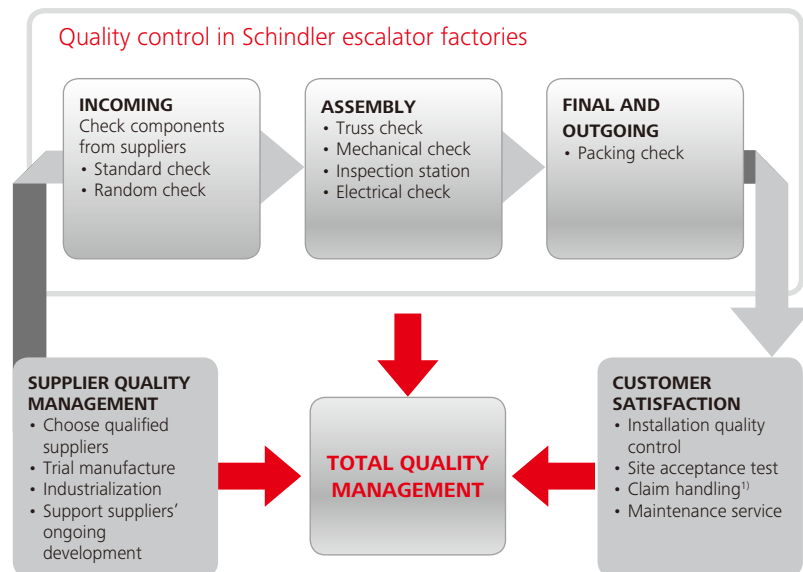 Quality control in Schindler escalator factories
INCOMING
Check components
from suppliers
• Standard check
• Random check
ASSEMBLY
• Truss check
• Mechanical check
• Inspection station
• Electrical check
FINAL AND
OUTGOING
• Packing check
SUPPLIER QUALITY
MANAGEMENT
• Choose qualified
suppliers
• Trial manufacture
• Industrialization
• Support suppliers’
ongoing
development
TOTAL QUALITY
MANAGEMENT
CUSTOMER
SATISFACTION
• Installation quality
control
• Site acceptance test
• Claim handling¹⁾
• Maintenance service